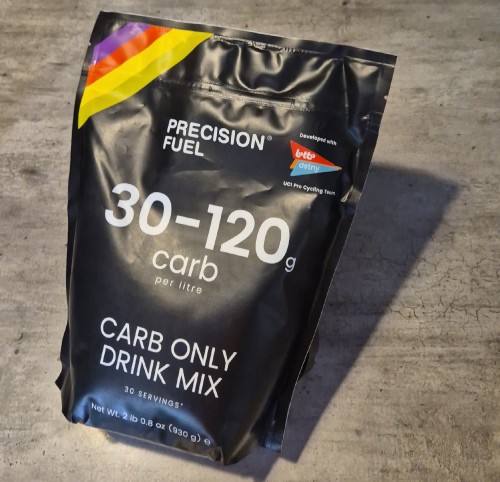 PRECISION®
FUEL
Developed with
lotto
dstny
UCI Pro Cycling Team
30-120g
carb
per litre
CARB ONLY
DRINK MIX
30 SERVINGS*
Net Wt. 2 lb 0.8 oz (930 g) e